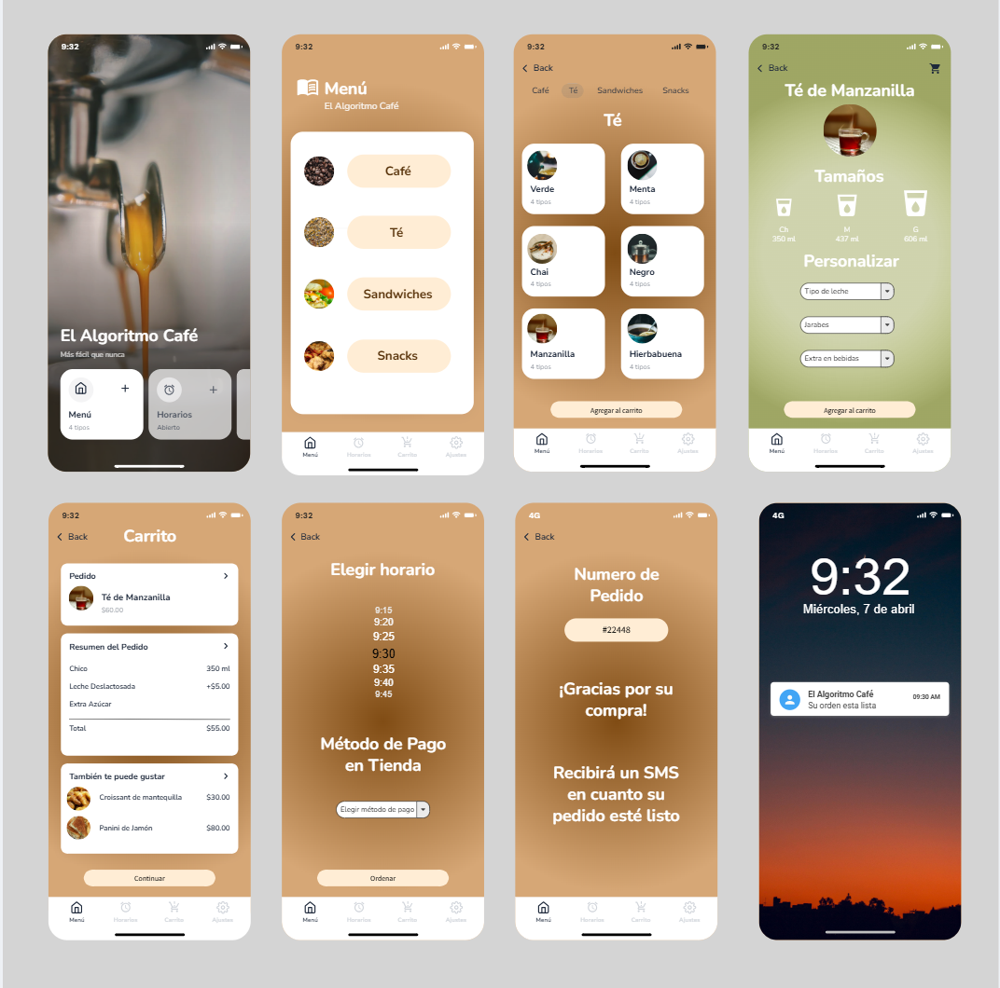 9:32
El Algoritmo Café
Más fácil que nunca
Menú
4 tipos
Horarios
Abierto
9:32
Menú
El Algoritmo Café
Café
Té
Sandwiches
Snacks
Menú
Horarios
Carrito
Ajustes
9:32
Back
Café
Té
Sandwiches
Snacks
Té
Verde
4 tipos
Menta
4 tipos
Chai
4 tipos
Negro
4 tipos
Manzanilla
4 tipos
Hierbabuena
4 tipos
Agregar al carrito
Menú
Horarios
Carrito
Ajustes
9:32
Back
Té de Manzanilla
Tamaños
Ch
350 ml
M
437 ml
G
606 ml
Personalizar
Tipo de leche
Jarabes
Extra en bebidas
Agregar al carrito
Menú
Horarios
Carrito
Ajustes
9:32
Back
Carrito
Pedido
Té de Manzanilla
$60.00
Resumen del Pedido
Chico 350 ml
Leche Deslactosada +$5.00
Extra Azúcar
Total $55.00
También te puede gustar
Croissant de mantequilla $30.00
Panini de Jamón $80.00
Continuar
Menú
Horarios
Carrito
Ajustes
9:32
Back
Elegir horario
9:15
9:20
9:25
9:30
9:35
9:40
9:45
Método de Pago
en Tienda
Elegir método de pago
Ordenar
Menú
Horarios
Carrito
Ajustes
4G
Back
Numero de
Pedido
#22448
¡Gracias por su
compra!
Recibirá un SMS
en cuanto su
pedido esté listo
Menú
Horarios
Carrito
Ajustes
4G
9:32
Miércoles, 7 de abril
El Algoritmo Café
09:30 AM
Su orden esta lista